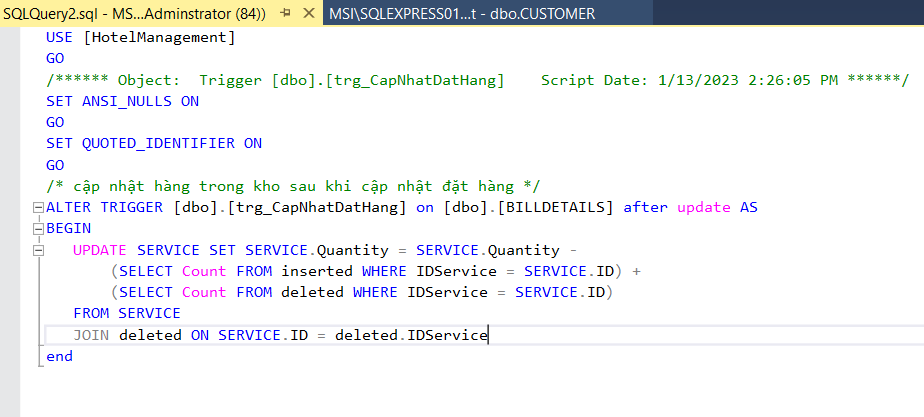 SQLQuery2.sql - MS...Adminstrator (84)) MSI\SQLEXPRESS01...t - dbo.CUSTOMER
USE [HotelManagement]
GO
/****** Object:  Trigger [dbo].[trg_CapNhatDatHang]    Script Date: 1/13/2023 2:26:05 PM ******/
SET ANSI_NULLS ON
GO
SET QUOTED_IDENTIFIER ON
GO
/* cập nhật hàng trong kho sau khi cập nhật đặt hàng */
ALTER TRIGGER [dbo].[trg_CapNhatDatHang] on [dbo].[BILLDETAILS] after update AS
BEGIN
UPDATE SERVICE SET SERVICE.Quantity = SERVICE.Quantity -
(SELECT Count FROM inserted WHERE IDService = SERVICE.ID) +
(SELECT Count FROM deleted WHERE IDService = SERVICE.ID)
FROM SERVICE
JOIN deleted ON SERVICE.ID = deleted.IDService
end